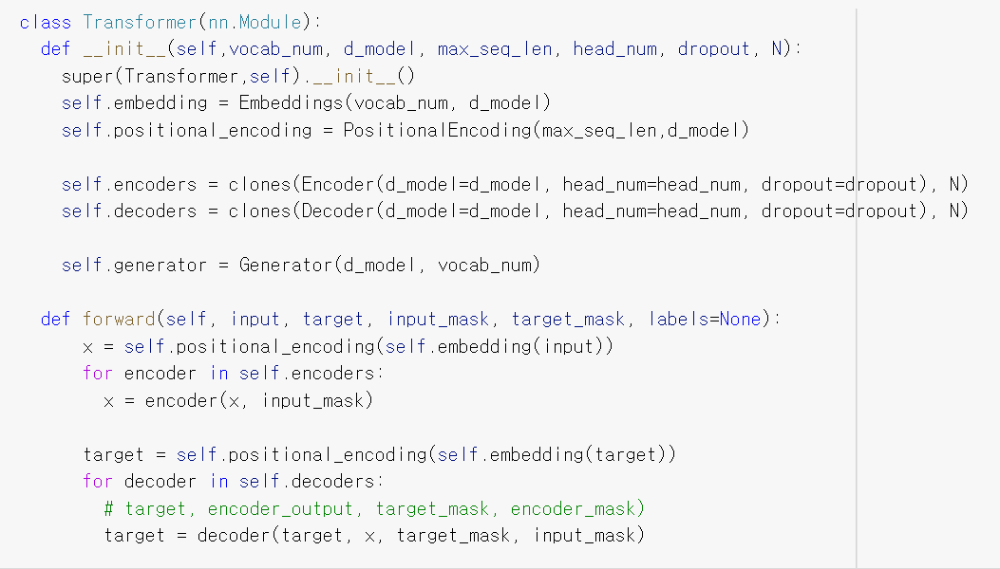 class Transformer(nn.Module):
  def __init__(self,vocab_num, d_model, max_seq_len, head_num, dropout, N):
    super(Transformer,self).__init__()
    self.embedding = Embeddings(vocab_num, d_model)
    self.positional_encoding = PositionalEncoding(max_seq_len,d_model)

    self.encoders = clones(Encoder(d_model=d_model, head_num=head_num, dropout=dropout), N)
    self.decoders = clones(Decoder(d_model=d_model, head_num=head_num, dropout=dropout), N)

    self.generator = Generator(d_model, vocab_num)

  def forward(self, input, target, input_mask, target_mask, labels=None):
      x = self.positional_encoding(self.embedding(input))
      for encoder in self.encoders:
        x = encoder(x, input_mask)

      target = self.positional_encoding(self.embedding(target))
      for decoder in self.decoders:
        # target, encoder_output, target_mask, encoder_mask)
        target = decoder(target, x, target_mask, input_mask)